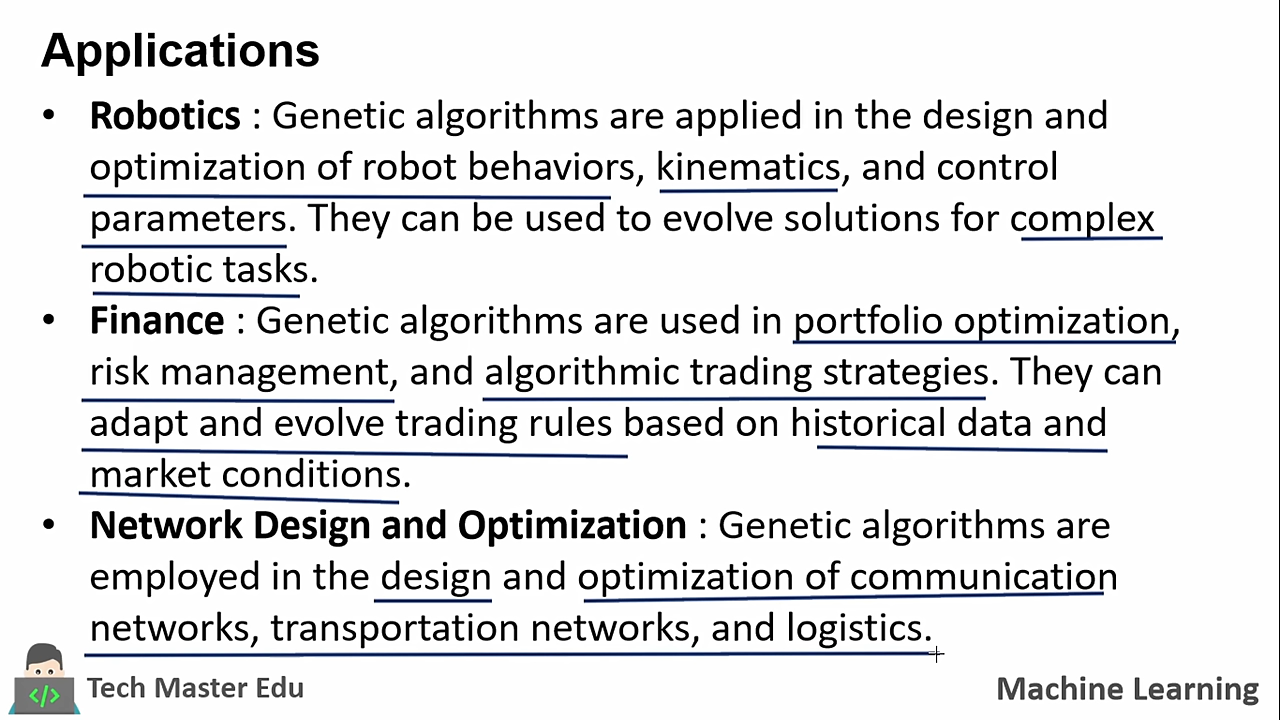 Applications
• Robotics : Genetic algorithms are applied in the design and
optimization of robot behaviors, kinematics, and control
parameters. They can be used to evolve solutions for complex
robotic tasks.
• Finance : Genetic algorithms are used in portfolio optimization,
risk management, and algorithmic trading strategies. They can
adapt and evolve trading rules based on historical data and
market conditions.
• Network Design and Optimization : Genetic algorithms are
employed in the design and optimization of communication
networks, transportation networks, and logistics.
</>
Tech Master Edu
Machine Learning